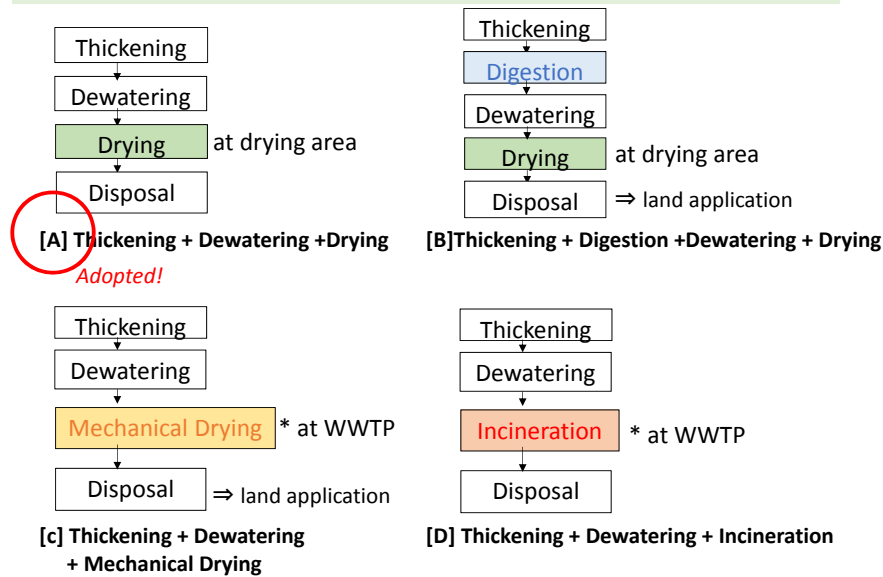 Thickening
Dewatering
Drying at drying area
Disposal
[A] Thickening + Dewatering +Drying
Adopted!
Thickening
Digestion
Dewatering
Drying at drying area
Disposal ⇒ land application
[B]Thickening + Digestion +Dewatering + Drying
Thickening
Dewatering
Mechanical Drying * at WWTP
Disposal ⇒ land application
[c] Thickening + Dewatering
+ Mechanical Drying
Thickening
Dewatering
Incineration * at WWTP
Disposal
[D] Thickening + Dewatering + Incineration